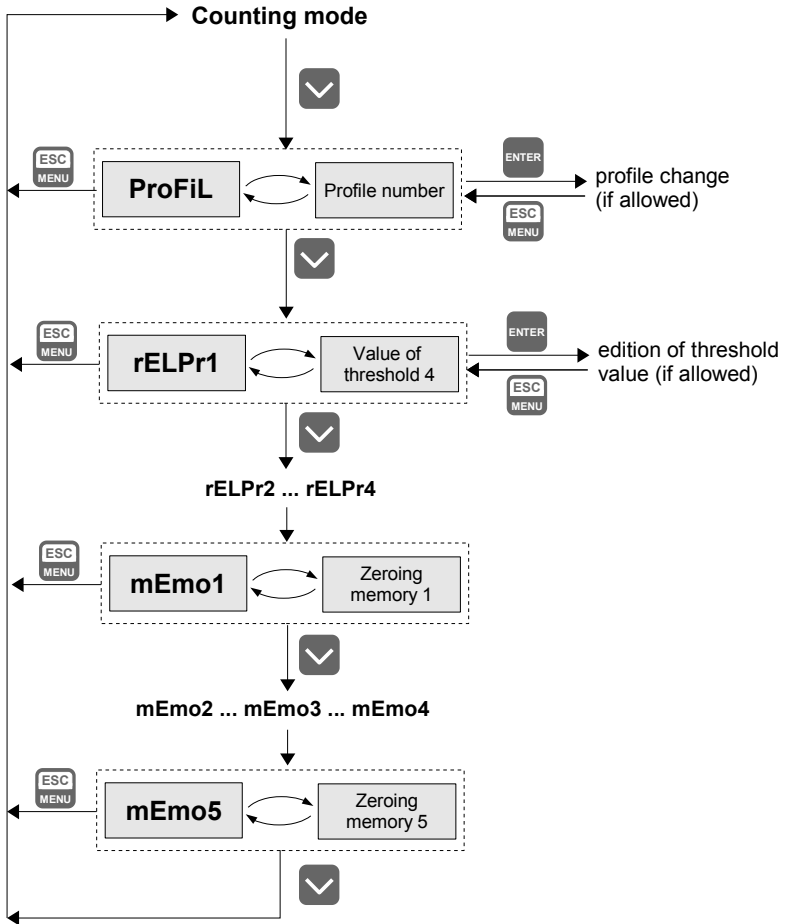 Counting mode
ESC
MENU
ProFiL
Profile number
ENTER
ESC
MENU
profile change
(if allowed)
ESC
MENU
rELPr1
Value of
threshold 4
ENTER
ESC
MENU
edition of threshold
value (if allowed)
rELPr2 ... rELPr4
ESC
MENU
mEmo1
Zeroing
memory 1
mEmo2 ... mEmo3 ... mEmo4
ESC
MENU
mEmo5
Zeroing
memory 5